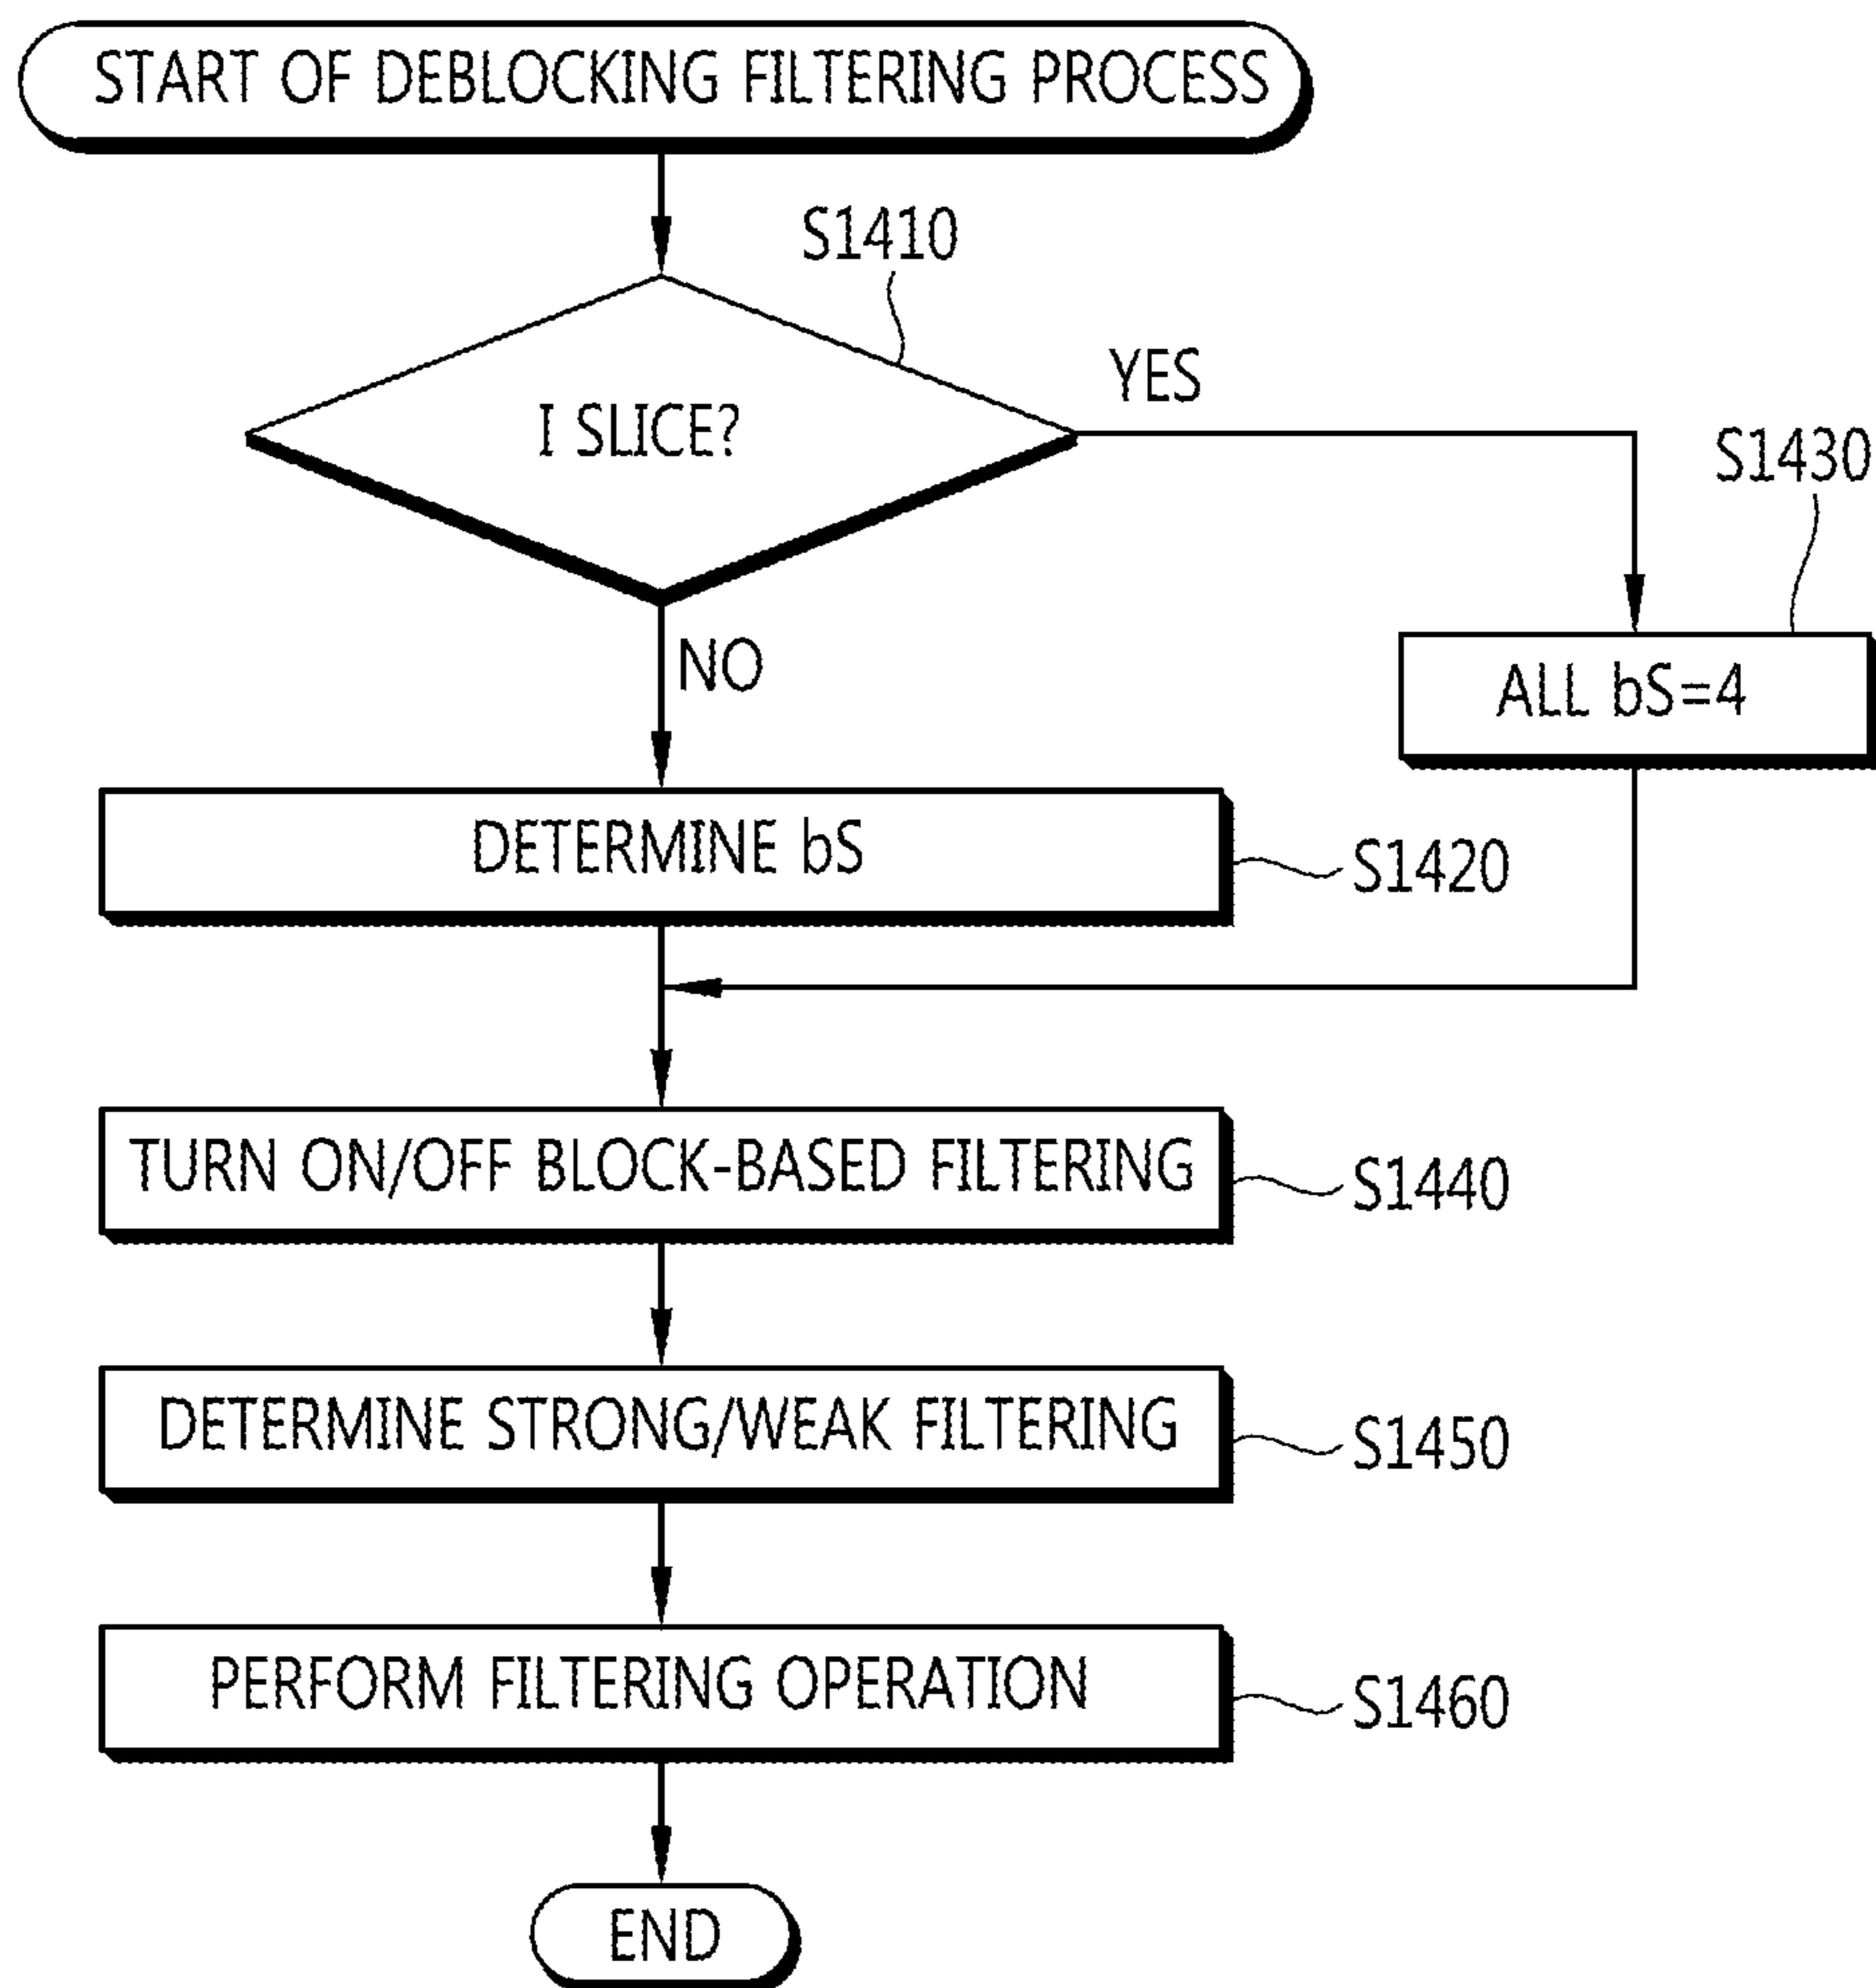 START OF DEBLOCKING FILTERING PROCESS
S1410
I SLICE?
YES
S1430
NO
ALL bS=4
DETERMINE bS
S1420
TURN ON/OFF BLOCK-BASED FILTERING
S1440
DETERMINE STRONG/WEAK FILTERING
S1450
PERFORM FILTERING OPERATION
S1460
END